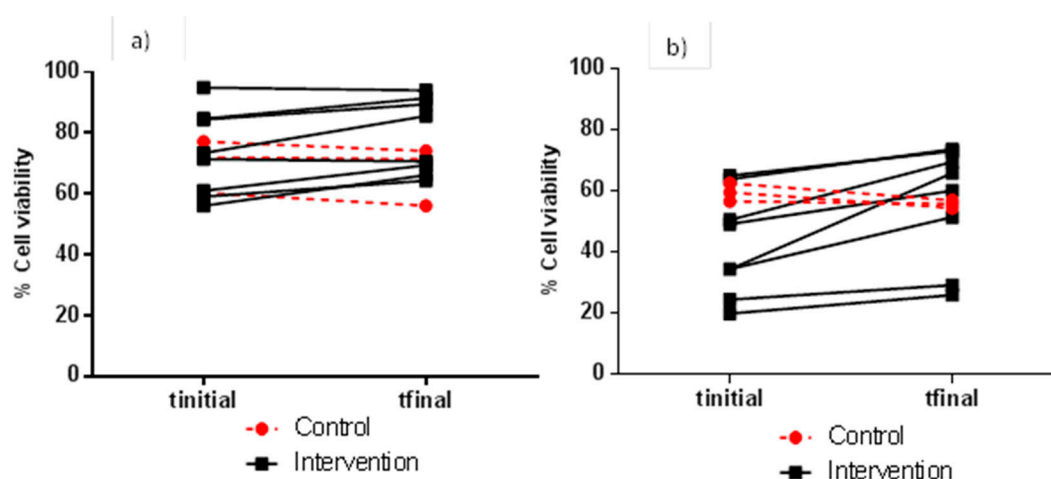 a)
100
80
60
40
20
0
% Cell viability
tinitial
tfinal
Control
Intervention
b)
100
80
60
40
20
0
% Cell viability
tinitial
tfinal
Control
Intervention